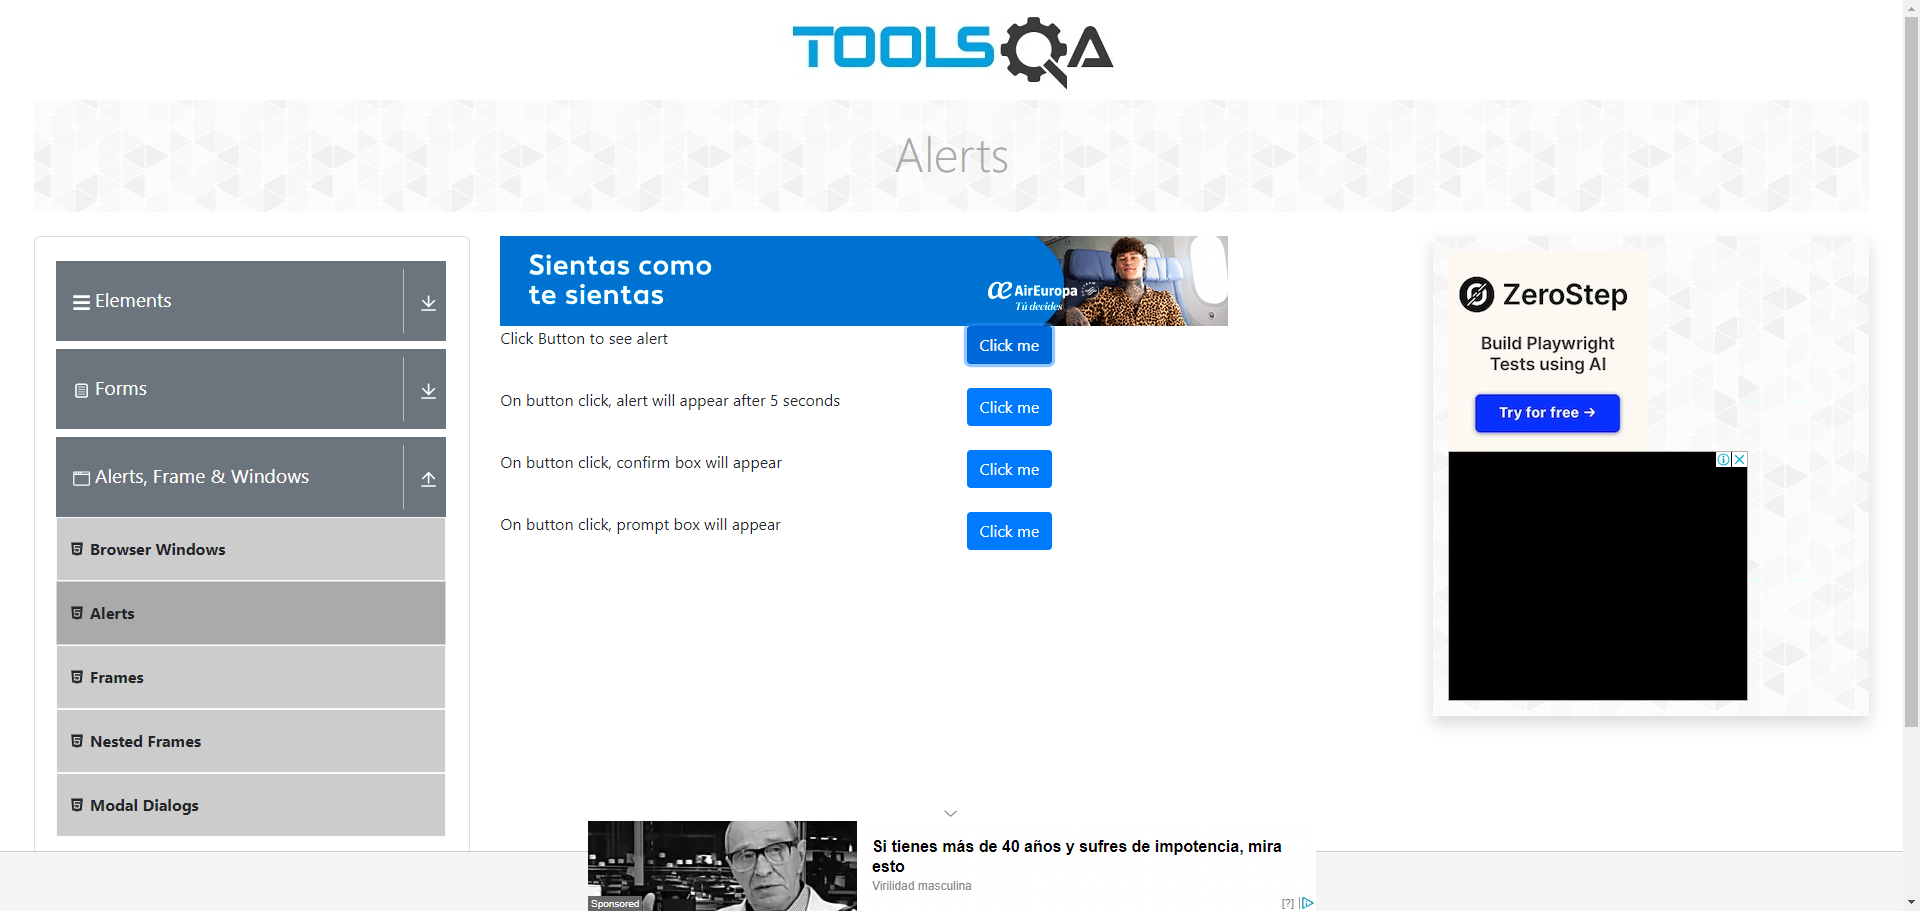 TOOLSQA
Alerts
Elements
Forms
Alerts, Frame & Windows
Browser Windows
Alerts
Frames
Nested Frames
Modal Dialogs
Sientas como
te sientas
AirEuropa
Tú decides
Click Button to see alert
Click me
On button click, alert will appear after 5 seconds
Click me
On button click, confirm box will appear
Click me
On button click, prompt box will appear
Click me
ZeroStep
Build Playwright
Tests using AI
Try for free →
Si tienes más de 40 años y sufres de impotencia, mira
esto
Virilidad masculina
Sponsored
[?]